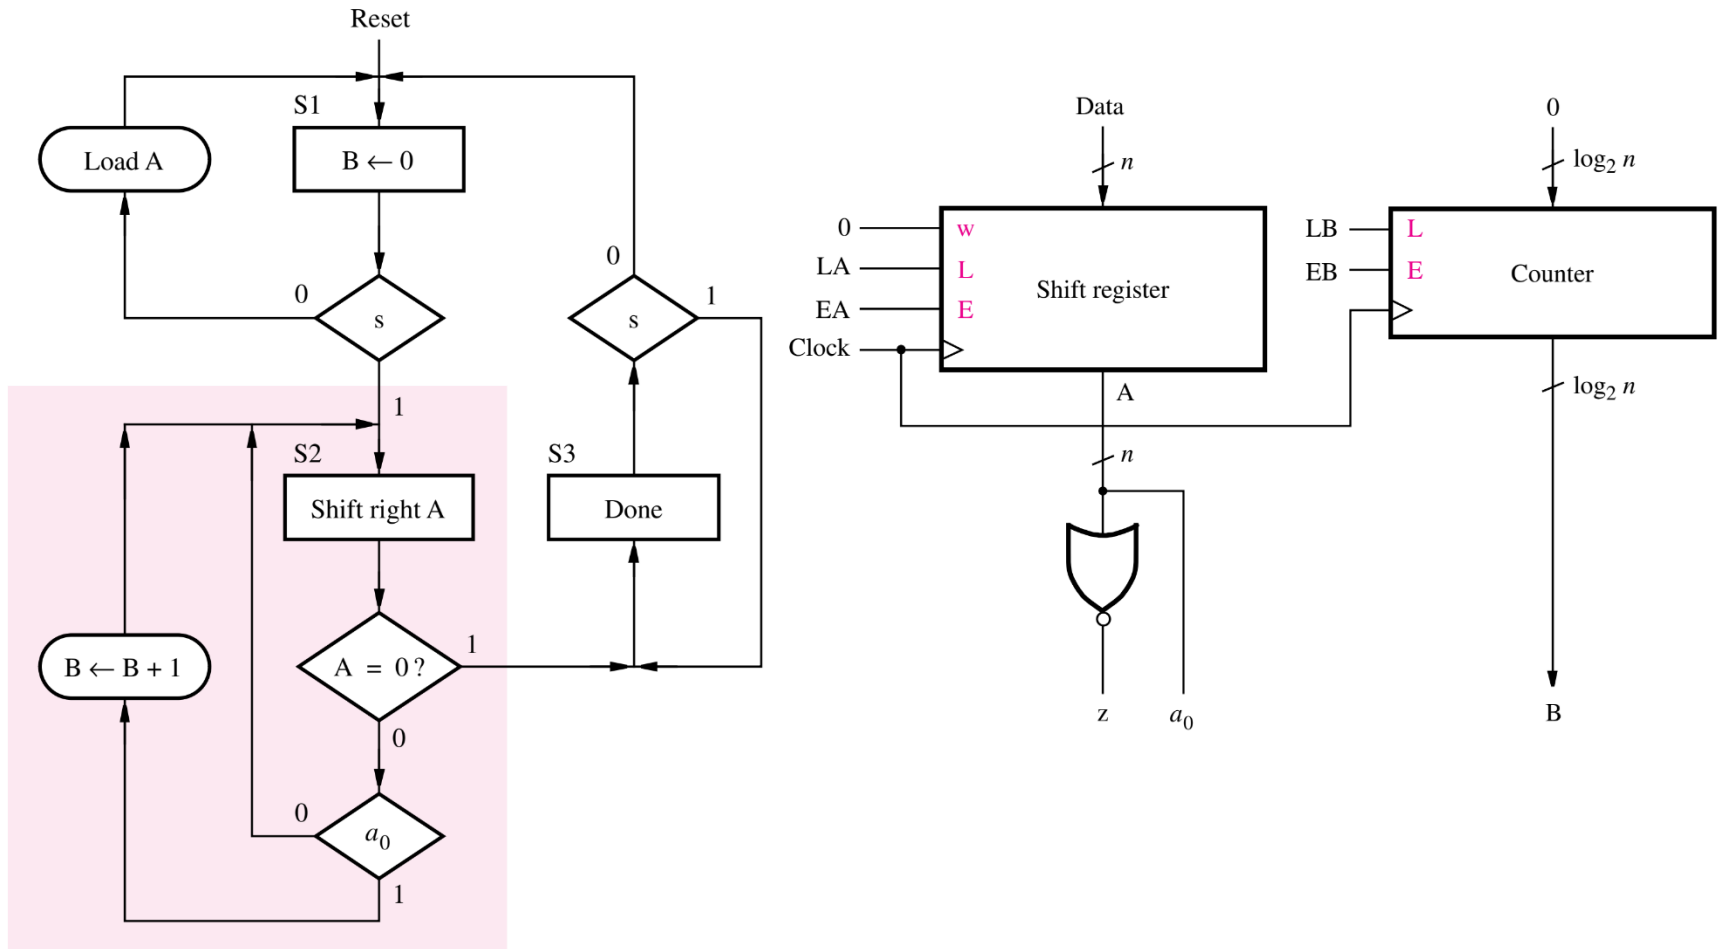 Reset
S1
Load A
B ← 0
0
s
0
s
1
1
S2
Shift right A
S3
Done
B ← B + 1
A = 0 ?
1
0
0
a0
1
Data
n
0
w
LA
L
EA
E
Clock
Shift register
A
n
z
a0
0
log2 n
LB
L
EB
E
Counter
log2 n
B